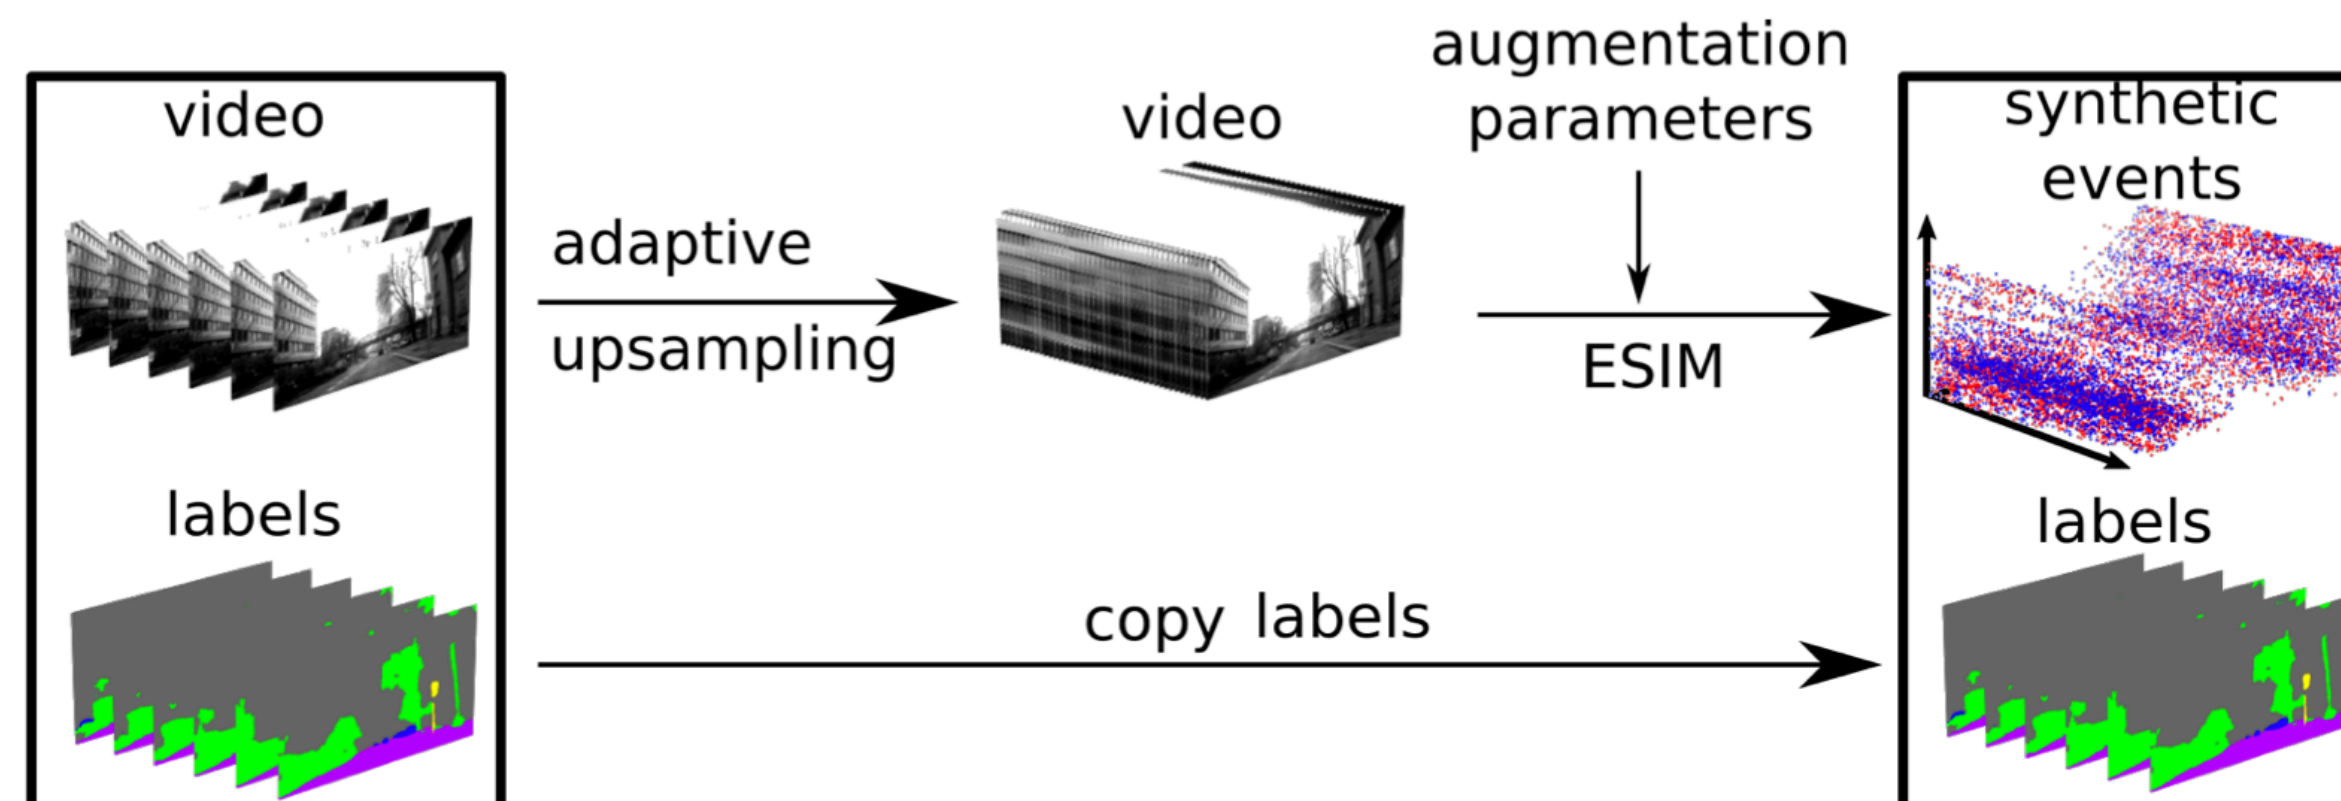 video
labels
adaptive
upsampling
video
augmentation
parameters
ESIM
copy labels
synthetic
events
labels